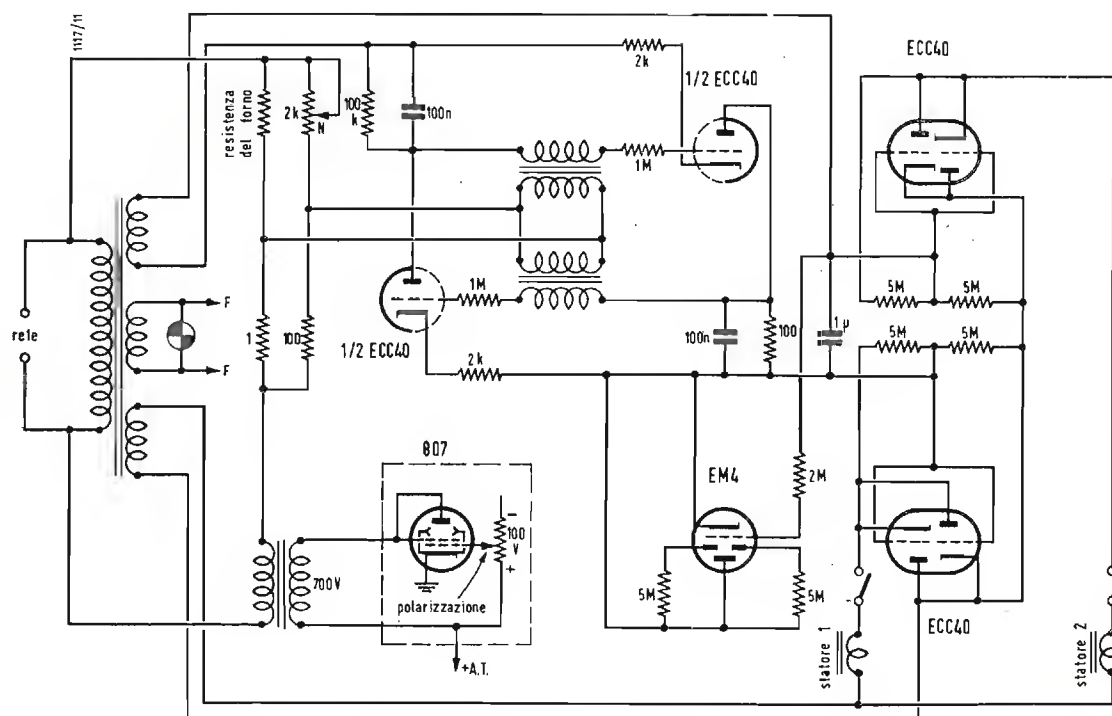 1117/11
resistenza
del forno
2k
N
100
k
100n
2k
1/2 ECC40
1M
ECC40
rete
F
F
1
100
1/2 ECC40
1M
2k
100n
100
1µ
5M
5M
5M
5M
807
100
V
polarizzazione
700V
+A.T.
EM4
2M
5M
5M
ECC40
statore 1
statore 2